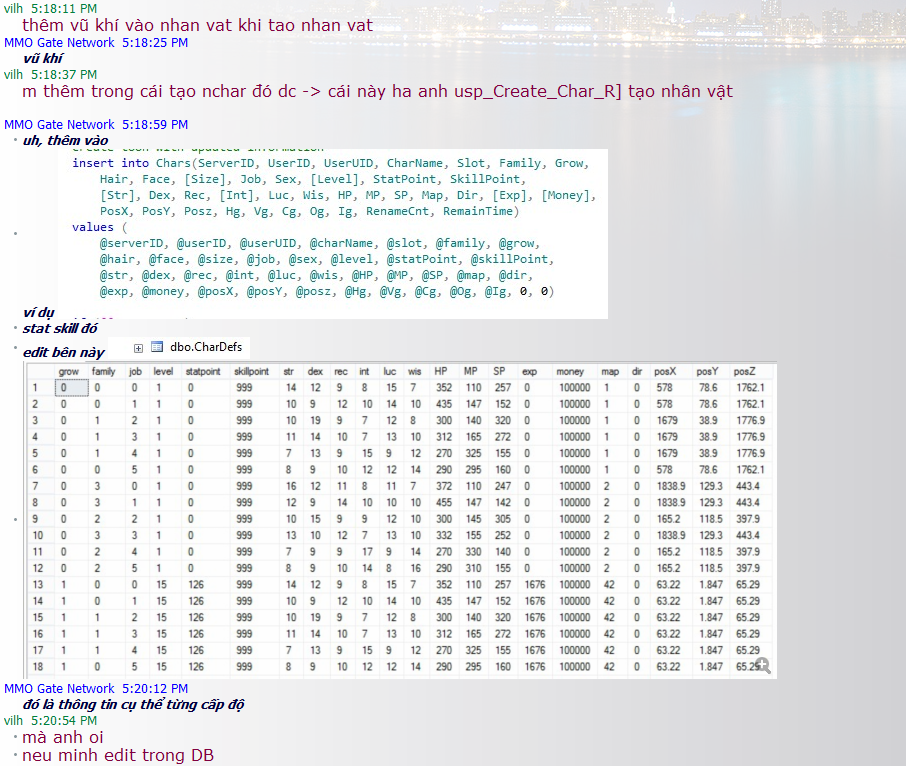 vilh 5:18:11 PM
thêm vũ khí vào nhan vat khi tao nhan vat
MMO Gate Network 5:18:25 PM
vũ khí
vilh 5:18:37 PM
m thêm trong cái tạo nchar đó dc -> cái này ha anh usp_Create_Char_R] tạo nhân vật
MMO Gate Network 5:18:59 PM
uh, thêm vào
insert into Chars(ServerID, UserID, UserUID, CharName, Slot, Family, Grow,
Hair, Face, [Size], Job, Sex, [Level], StatPoint, SkillPoint,
[Str], Dex, Rec, [Int], Luc, Wis, HP, MP, SP, Map, Dir, [Exp], [Money],
PosX, PosY, Posz, Hg, Vg, Cg, Og, Ig, RenameCnt, RemainTime)
values (
@serverID, @userID, @userUID, @charName, @slot, @family, @grow,
@hair, @face, @size, @job, @sex, @level, @statPoint, @skillPoint,
@str, @dex, @rec, @int, @luc, @wis, @HP, @MP, @SP, @map, @dir,
@exp, @money, @posX, @posY, @posz, @Hg, @Vg, @Cg, @Og, @Ig, 0, 0)
ví dụ
stat skill đó
edit bên này
dbo.CharDefs
grow family job level statpoint skillpoint str dex rec int luc wis HP MP SP exp money map dir posX posY posZ
1 0 0 0 1 0 999 14 12 9 8 15 7 352 110 257 0 100000 1 0 578 78.6 1762.1
2 0 0 1 1 0 999 10 9 12 10 14 10 435 147 152 0 100000 1 0 578 78.6 1762.1
3 0 1 2 1 0 999 10 19 9 7 12 8 300 140 320 0 100000 1 0 1679 38.9 1776.9
4 0 1 3 1 0 999 11 14 10 7 13 10 312 165 272 0 100000 1 0 1679 38.9 1776.9
5 0 1 4 1 0 999 7 13 9 15 9 12 270 325 155 0 100000 1 0 1679 38.9 1776.9
6 0 0 5 1 0 999 8 9 10 12 12 14 290 295 160 0 100000 1 0 578 78.6 1762.1
7 0 3 0 1 0 999 16 12 11 8 11 7 372 110 247 0 100000 2 0 1838.9 129.3 443.4
8 0 3 1 1 0 999 12 9 14 10 10 10 455 147 142 0 100000 2 0 1838.9 129.3 443.4
9 0 2 2 1 0 999 10 15 9 9 12 10 300 145 305 0 100000 2 0 165.2 118.5 397.9
10 0 3 3 1 0 999 13 10 12 7 13 10 332 155 252 0 100000 2 0 1838.9 129.3 443.4
11 0 2 4 1 0 999 7 9 9 17 9 14 270 330 140 0 100000 2 0 165.2 118.5 397.9
12 0 2 5 1 0 999 8 9 10 14 8 16 290 310 155 0 100000 2 0 165.2 118.5 397.9
13 1 0 0 15 126 999 14 12 9 8 15 7 352 110 257 1676 100000 42 0 63.22 1.847 65.29
14 1 0 1 15 126 999 10 9 12 10 14 10 435 147 152 1676 100000 42 0 63.22 1.847 65.29
15 1 1 2 15 126 999 10 19 9 7 12 8 300 140 320 1676 100000 42 0 63.22 1.847 65.29
16 1 1 3 15 126 999 11 14 10 7 13 10 312 165 272 1676 100000 42 0 63.22 1.847 65.29
17 1 1 4 15 126 999 7 13 9 15 9 12 270 325 155 1676 100000 42 0 63.22 1.847 65.29
18 1 0 5 15 126 999 8 9 10 12 12 14 290 295 160 1676 100000 42 0 63.22 1.847 65.29
MMO Gate Network 5:20:12 PM
đó là thông tin cụ thể từng cấp độ
vilh 5:20:54 PM
mà anh oi
neu minh edit trong DB